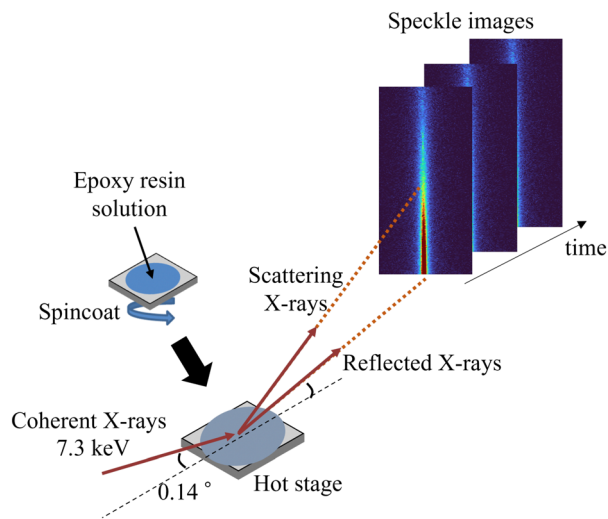 Speckle images
Epoxy resin
solution
time
Scattering
X-rays
Spincoat
Reflected X-rays
Coherent X-rays
7.3 keV
0.14 °
Hot stage